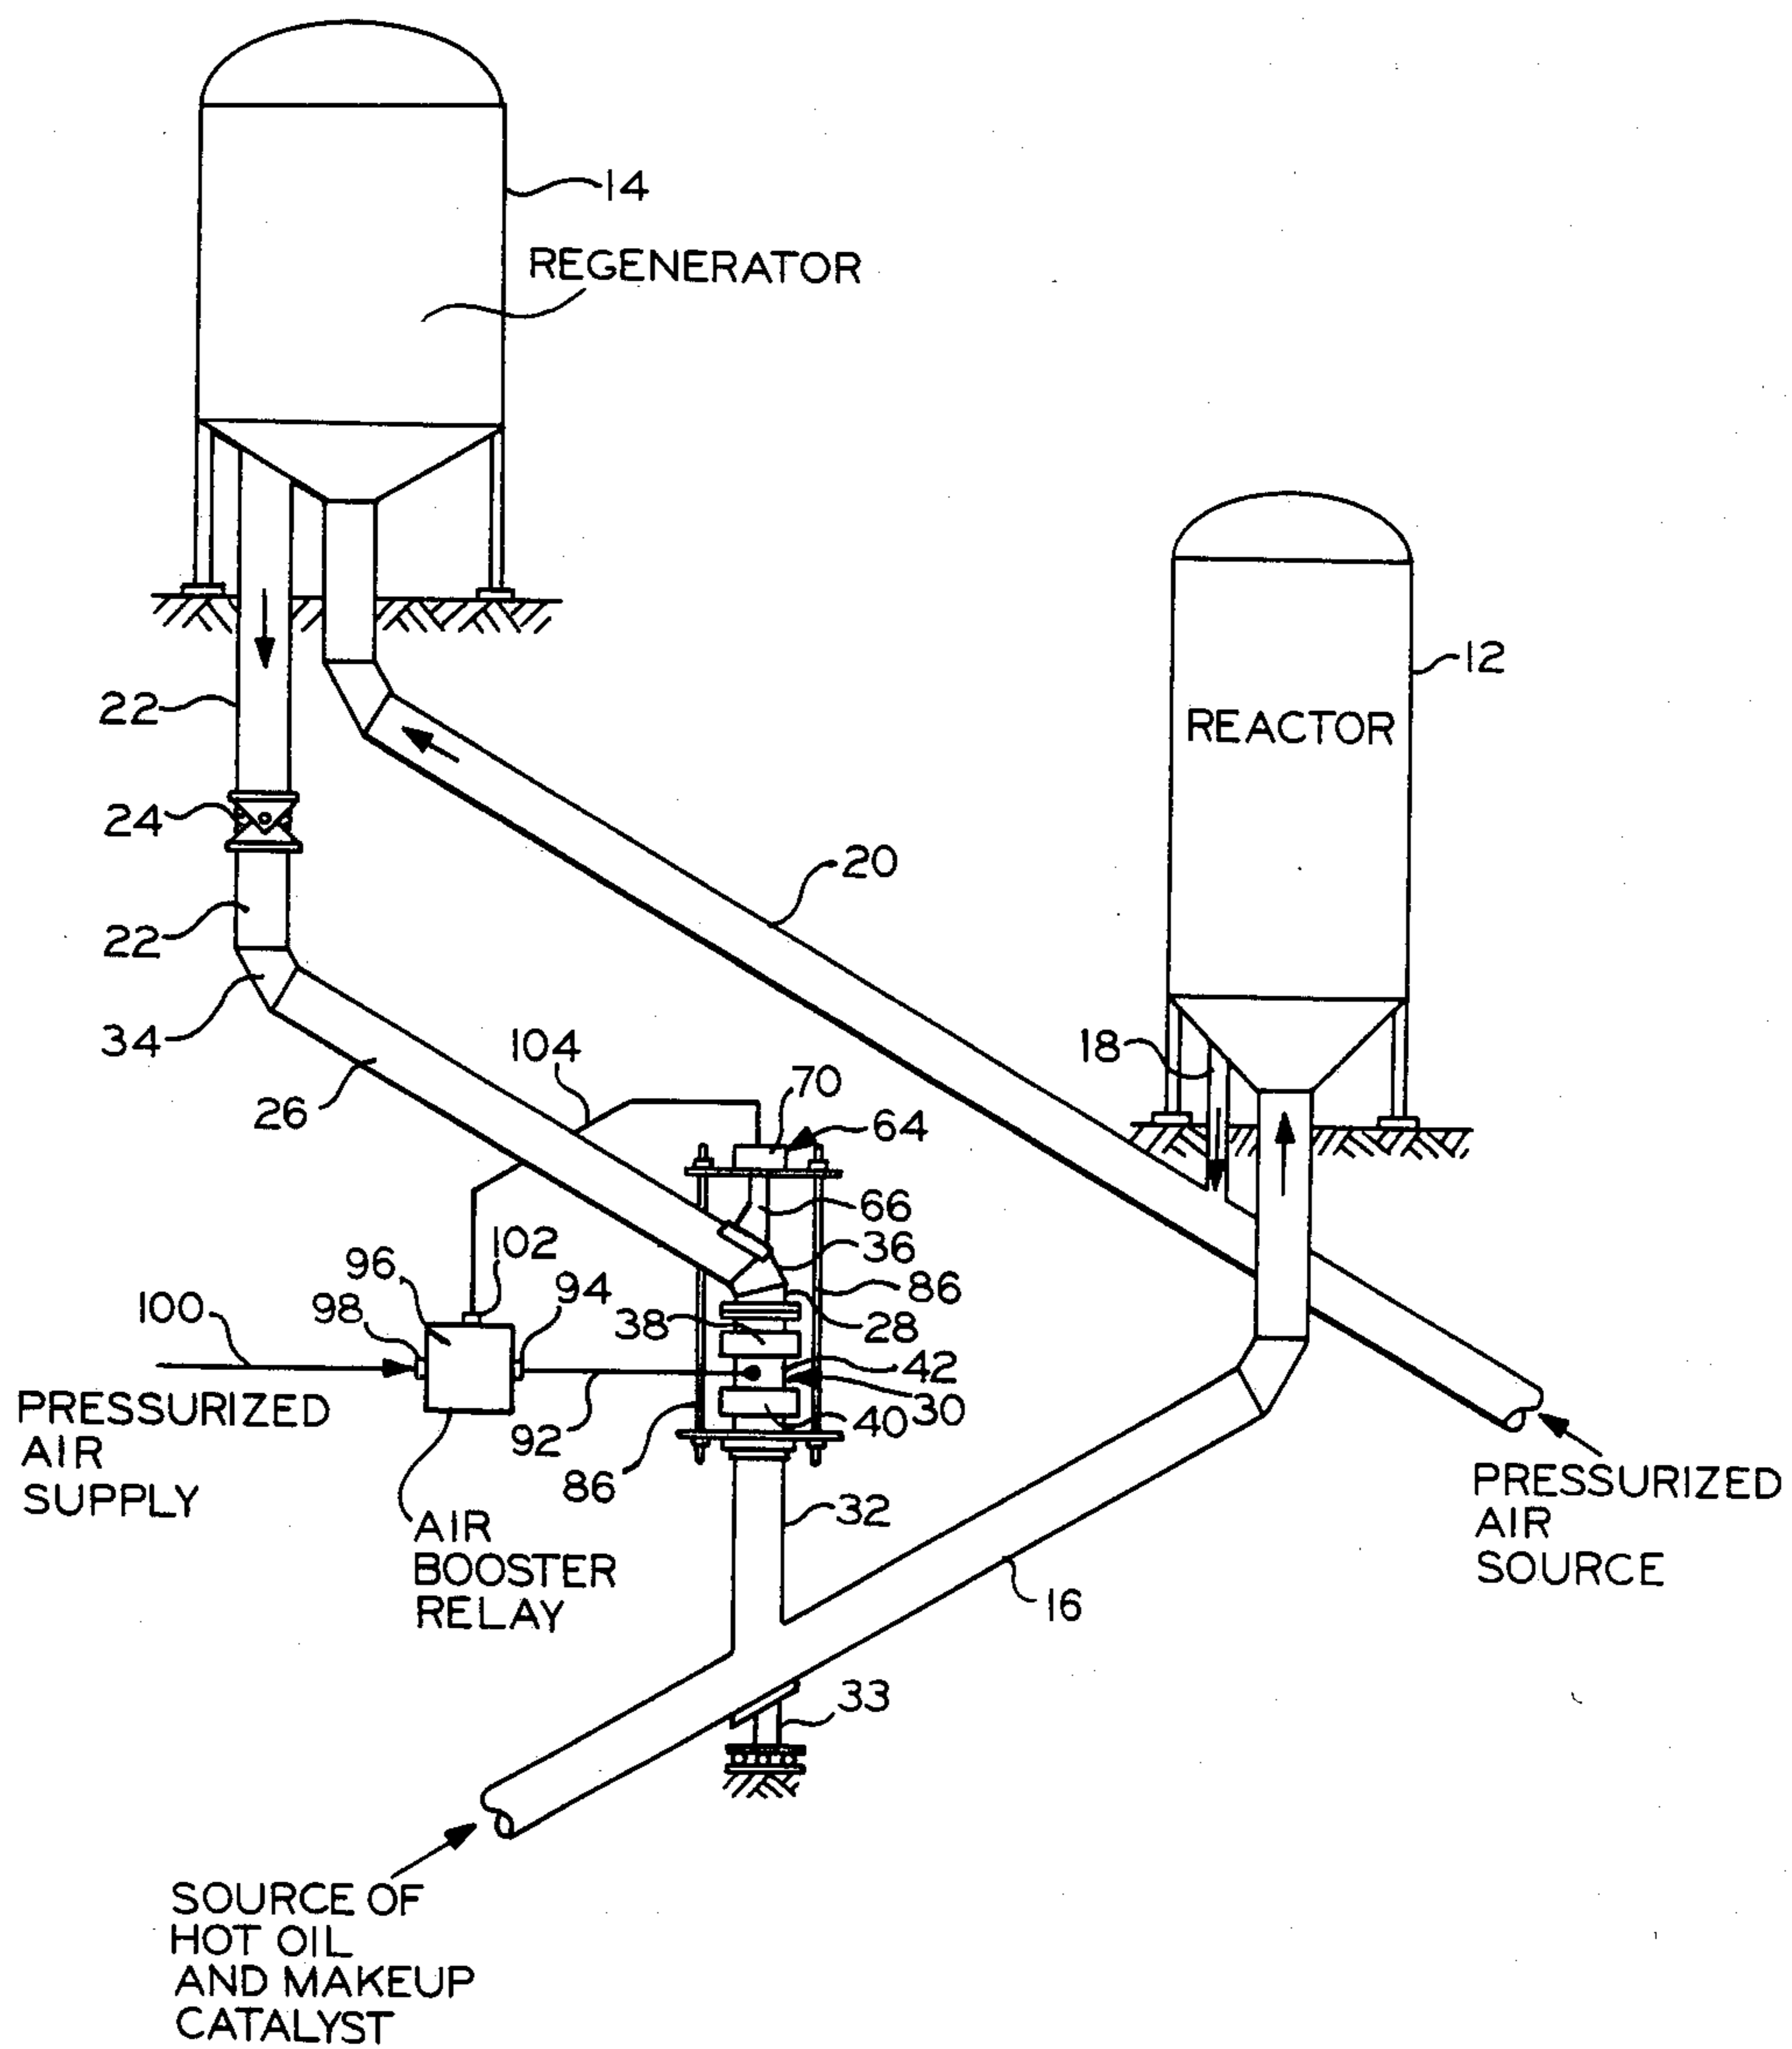 14
REGENERATOR
12
REACTOR
22
24
20
22
34
18
104
26
70
64
66
36
86
102
96
94
98
100
38
28
42
30
40
92
86
PRESSURIZED
AIR
SUPPLY
AIR
BOOSTER
RELAY
32
PRESSURIZED
AIR
SOURCE
16
33
SOURCE OF
HOT OIL
AND MAKEUP
CATALYST